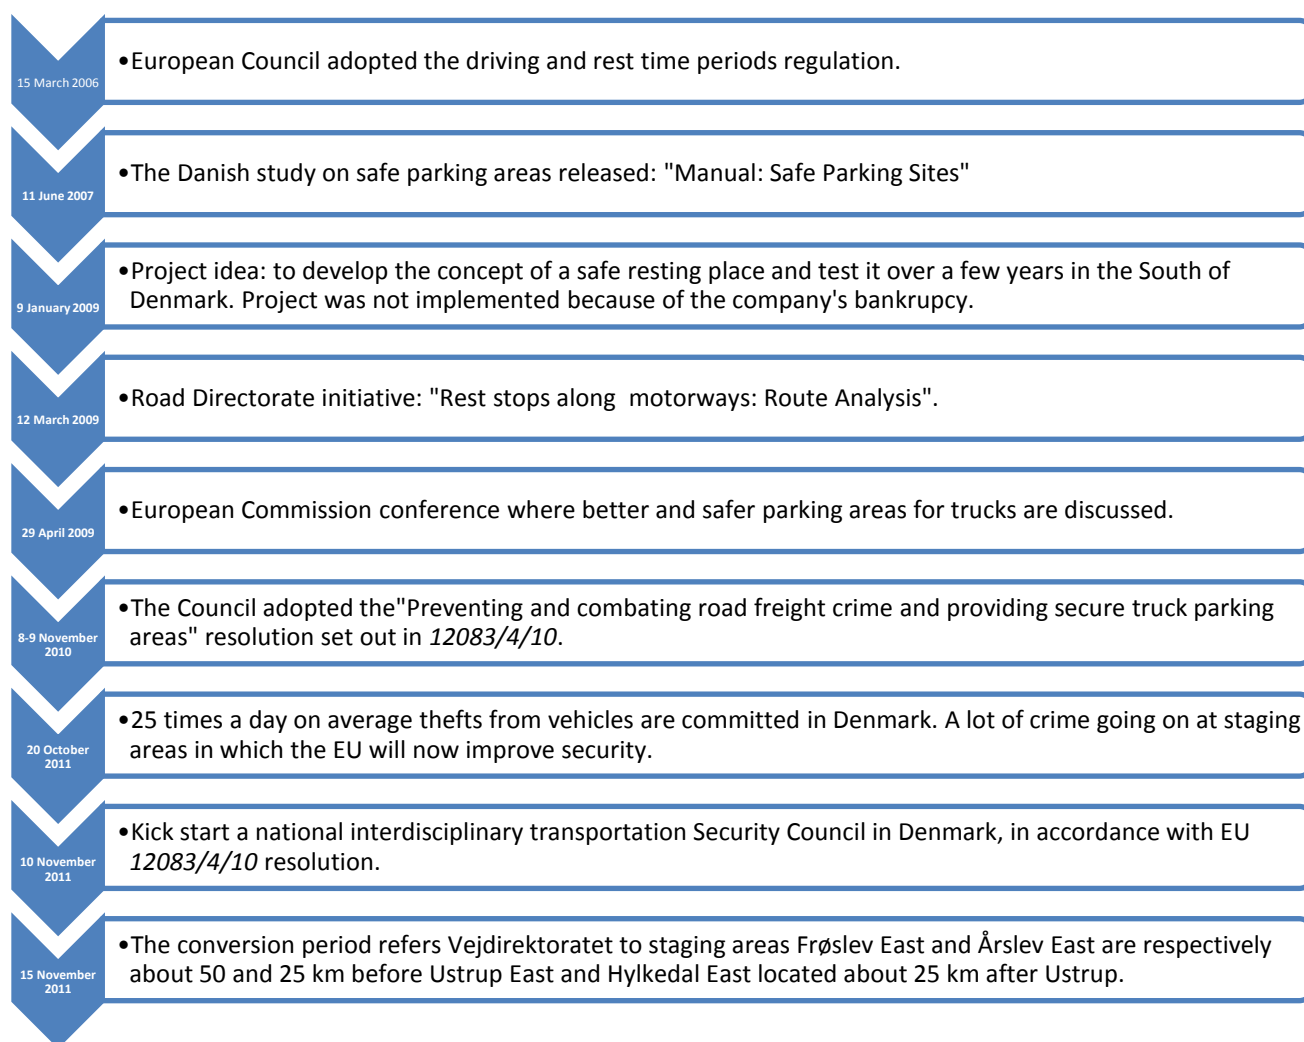 15 March 2006
•European Council adopted the driving and rest time periods regulation.
11 June 2007
•The Danish study on safe parking areas released: "Manual: Safe Parking Sites"
9 January 2009
•Project idea: to develop the concept of a safe resting place and test it over a few years in the South of
Denmark. Project was not implemented because of the company's bankrupcy.
12 March 2009
•Road Directorate initiative: "Rest stops along  motorways: Route Analysis".
29 April 2009
•European Commission conference where better and safer parking areas for trucks are discussed.
8-9 November
2010
•The Council adopted the"Preventing and combating road freight crime and providing secure truck parking
areas" resolution set out in 12083/4/10.
20 October
2011
•25 times a day on average thefts from vehicles are committed in Denmark. A lot of crime going on at staging
areas in which the EU will now improve security.
10 November
2011
•Kick start a national interdisciplinary transportation Security Council in Denmark, in accordance with EU
12083/4/10 resolution.
15 November
2011
•The conversion period refers Vejdirektoratet to staging areas Frøslev East and Årslev East are respectively
about 50 and 25 km before Ustrup East and Hylkedal East located about 25 km after Ustrup.